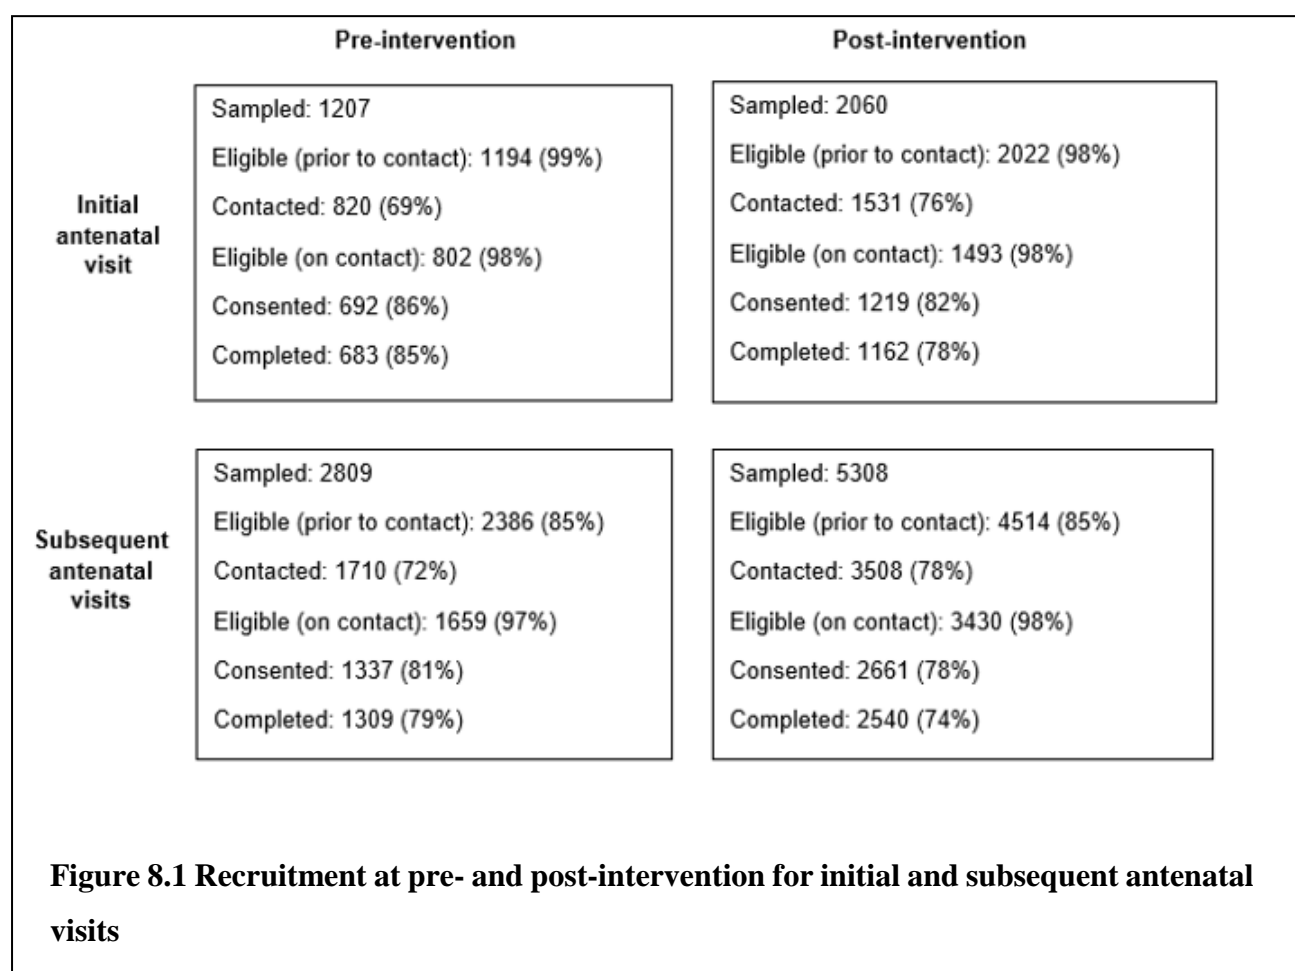 Pre-intervention
Post-intervention
Initial
antenatal
visit
Sampled: 1207
Eligible (prior to contact): 1194 (99%)
Contacted: 820 (69%)
Eligible (on contact): 802 (98%)
Consented: 692 (86%)
Completed: 683 (85%)
Sampled: 2060
Eligible (prior to contact): 2022 (98%)
Contacted: 1531 (76%)
Eligible (on contact): 1493 (98%)
Consented: 1219 (82%)
Completed: 1162 (78%)
Subsequent
antenatal
visits
Sampled: 2809
Eligible (prior to contact): 2386 (85%)
Contacted: 1710 (72%)
Eligible (on contact): 1659 (97%)
Consented: 1337 (81%)
Completed: 1309 (79%)
Sampled: 5308
Eligible (prior to contact): 4514 (85%)
Contacted: 3508 (78%)
Eligible (on contact): 3430 (98%)
Consented: 2661 (78%)
Completed: 2540 (74%)
Figure 8.1 Recruitment at pre- and post-intervention for initial and subsequent antenatal
visits